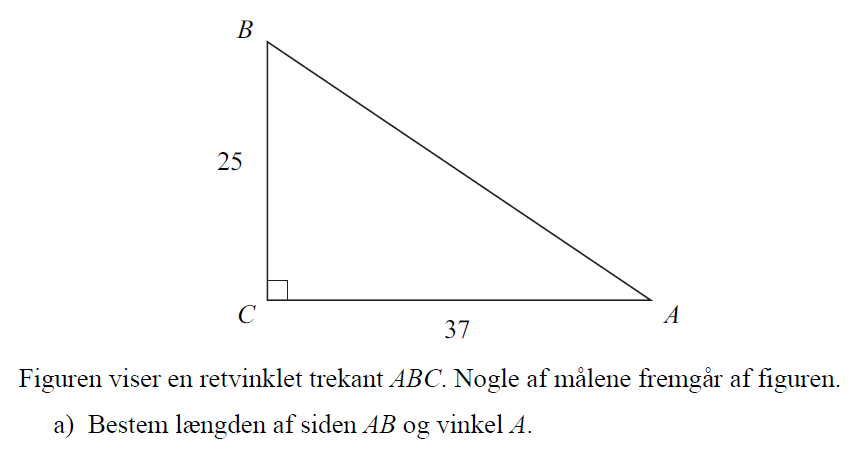 B
25
C
A
37
Figuren viser en retvinklet trekant ABC. Nogle af målene fremgår af figuren.
a) Bestem længden af siden AB og vinkel A.